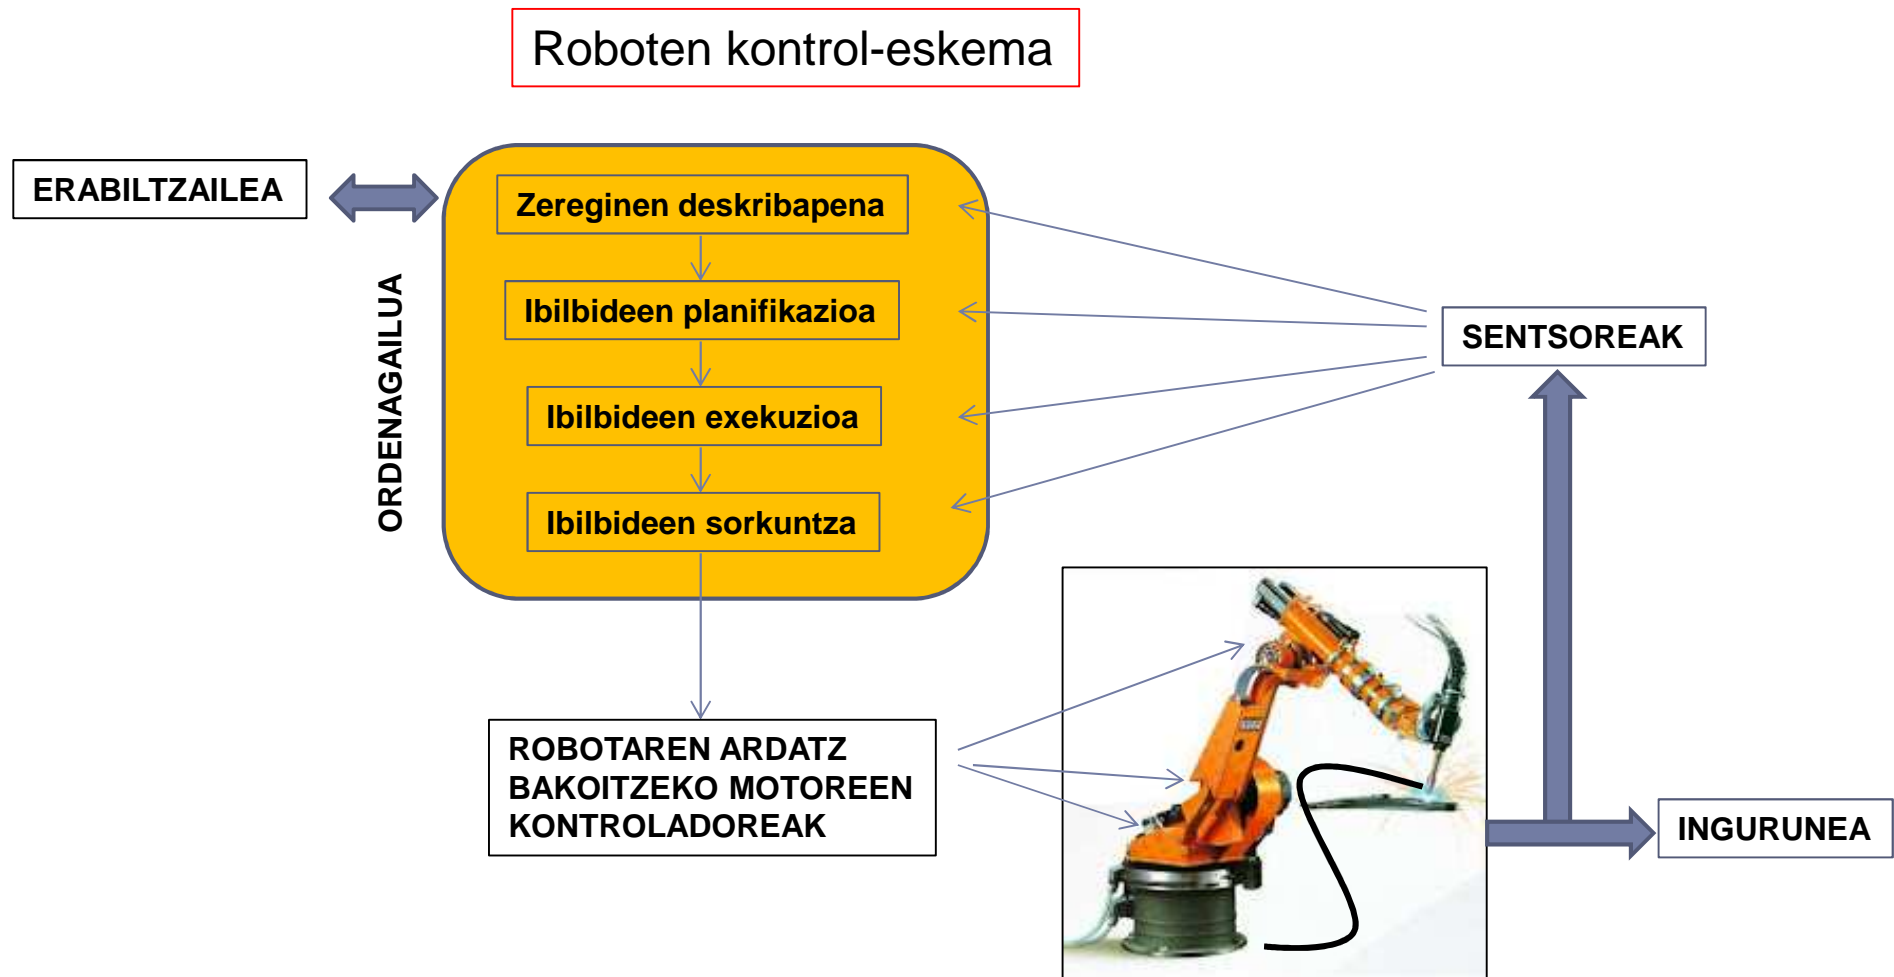 Roboten kontrol-eskema
ERABILTZAILEA
ORDENAGAILUA
Zereginen deskribapena
Ibilbideen planifikazioa
Ibilbideen exekuzioa
Ibilbideen sorkuntza
SENTSOREAK
ROBOTAREN ARDATZ
BAKOITZEKO MOTOREEN
KONTROLADOREAK
INGURUNEA